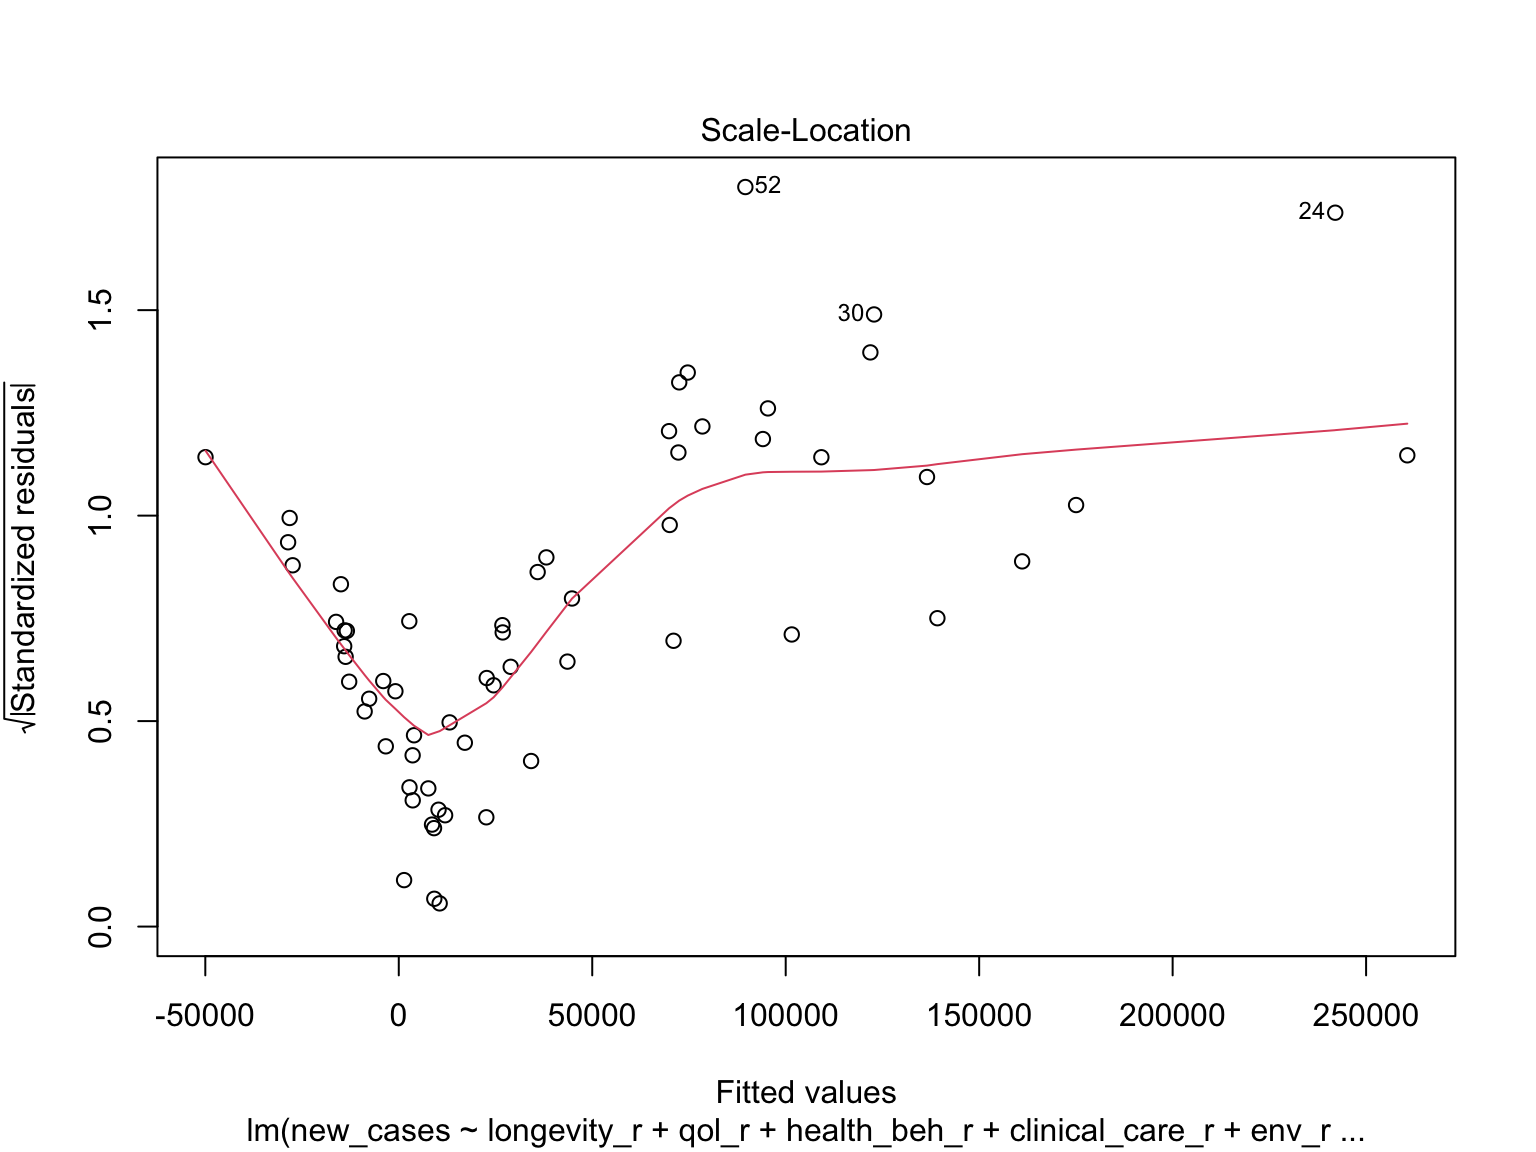 Scale-Location
52
24
30
√|Standardized residuals|
1.5
1.0
0.5
0.0
-50000 0 50000 100000 150000 200000 250000
Fitted values
lm(new_cases ~ longevity_r + qol_r + health_beh_r + clinical_care_r + env_r ...